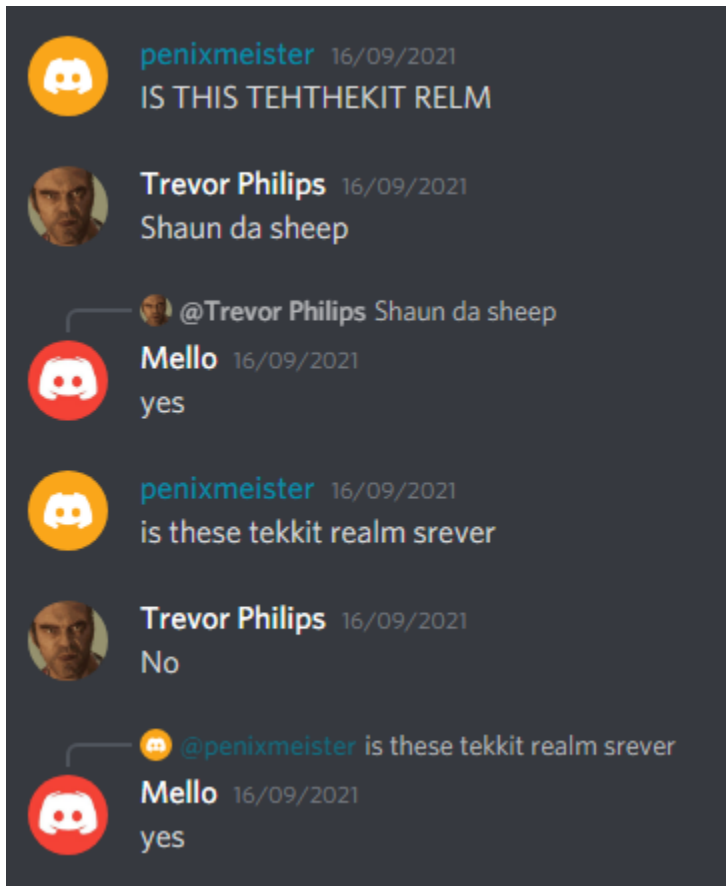 penixmeister 16/09/2021
IS THIS TEHTHEKIT RELM
Trevor Philips 16/09/2021
Shaun da sheep
@Trevor Philips Shaun da sheep
Mello 16/09/2021
yes
penixmeister 16/09/2021
is these tekkit realm srever
Trevor Philips 16/09/2021
No
@penixmeister is these tekkit realm srever
Mello 16/09/2021
yes